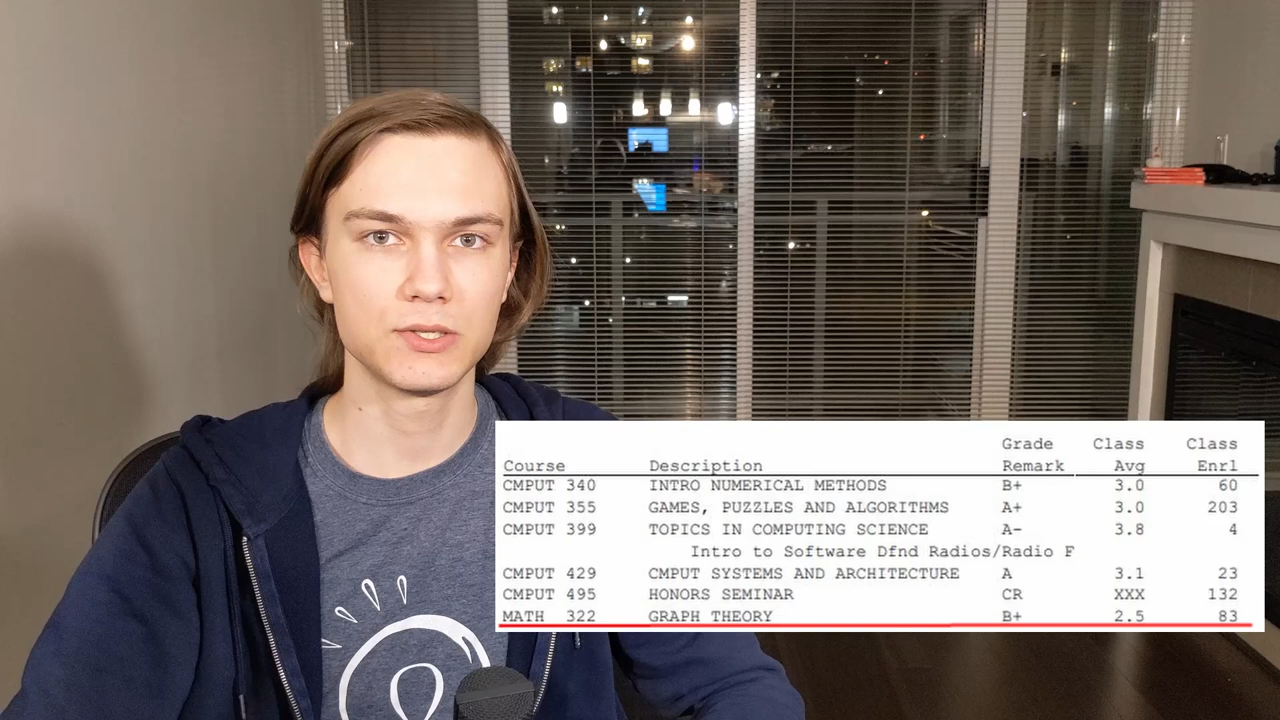 Grade Class Class
Course Description Remark Avg Enrl
CMPUT 340 INTRO NUMERICAL METHODS B+ 3.0 60
CMPUT 355 GAMES, PUZZLES AND ALGORITHMS A+ 3.0 203
CMPUT 399 TOPICS IN COMPUTING SCIENCE A- 3.8 4
Intro to Software Dfnd Radios/Radio F
CMPUT 429 CMPUT SYSTEMS AND ARCHITECTURE A 3.1 23
CMPUT 495 HONORS SEMINAR CR XXX 132
MATH 322 GRAPH THEORY B+ 2.5 83